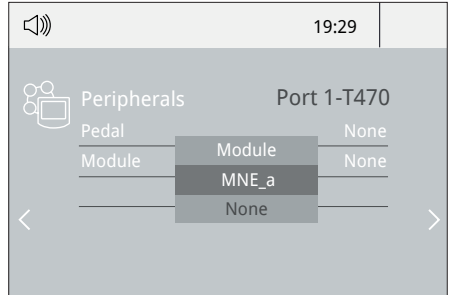 19:29
Peripherals Port 1-T470
Pedal None
Module None
Module
MNE_a
None